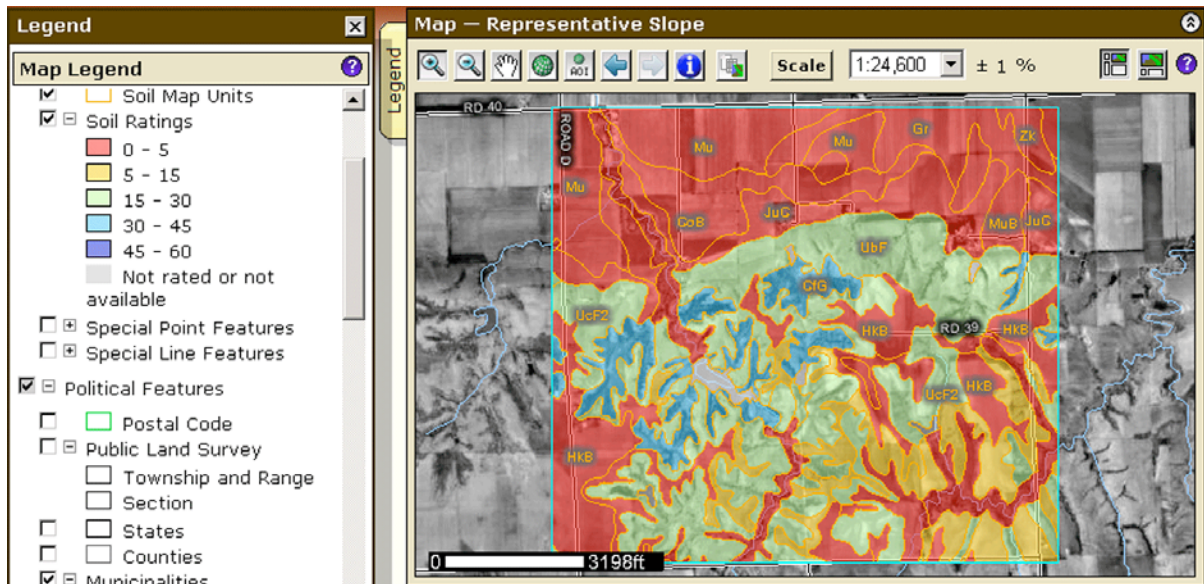 Legend
Map Legend
Soil Map Units
Soil Ratings
0 - 5
5 - 15
15 - 30
30 - 45
45 - 60
Not rated or not
available
Special Point Features
Special Line Features
Political Features
Postal Code
Public Land Survey
Township and Range
Section
States
Counties
Municipalities
Legend
Map — Representative Slope
AOI
Scale
1:24,600
± 1 %
RD 40
ROAD D
Mu
Mu
Gr
Zk
Mu
CoB
JuC
MuB
JuC
UbF
CfG
UcF2
HkB
RD 39
HkB
UcF2
HkB
HkB
0
3198ft